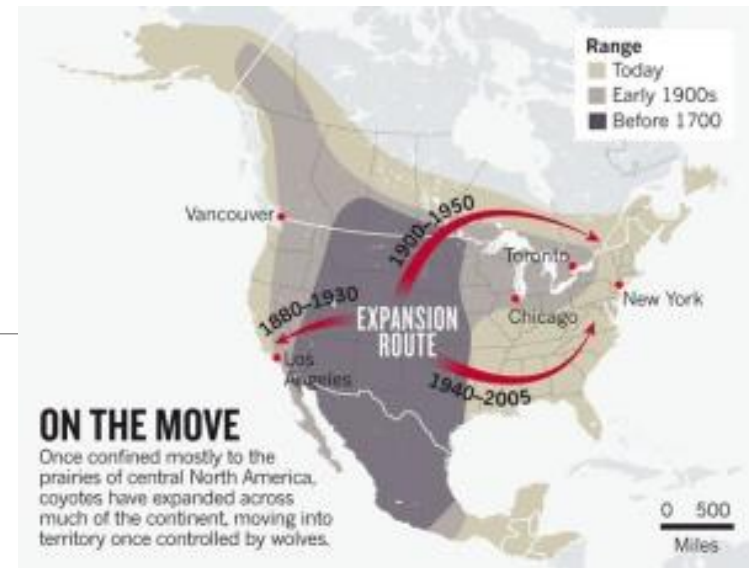 Range
Today
Early 1900s
Before 1700
Vancouver
1900–1950
Toronto
New York
Chicago
1880–1930
EXPANSION
ROUTE
Los
Angeles
1940–2005
ON THE MOVE
Once confined mostly to the
prairies of central North America,
coyotes have expanded across
much of the continent, moving into
territory once controlled by wolves.
0 500
Miles